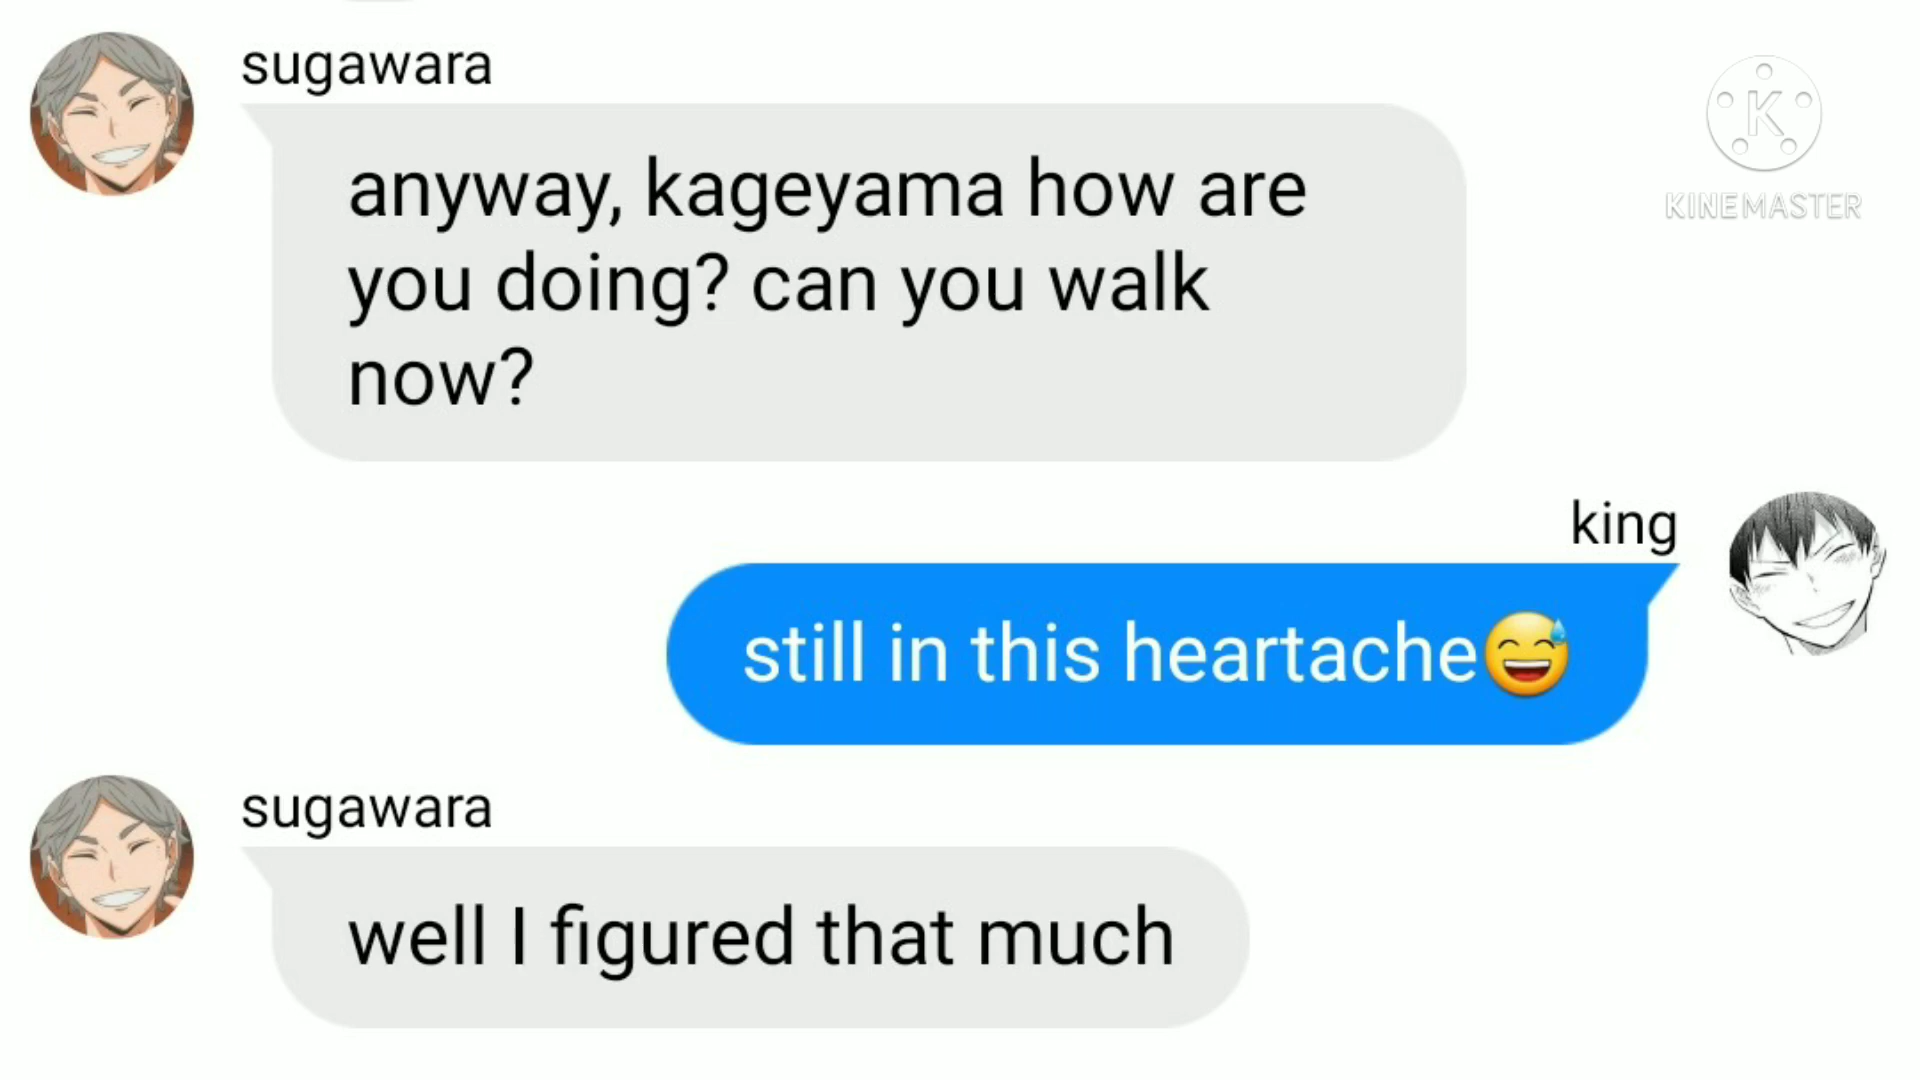 sugawara
anyway, kageyama how are
you doing? can you walk
now?
K
KINEMASTER
king
still in this heartache😅
sugawara
well I figured that much